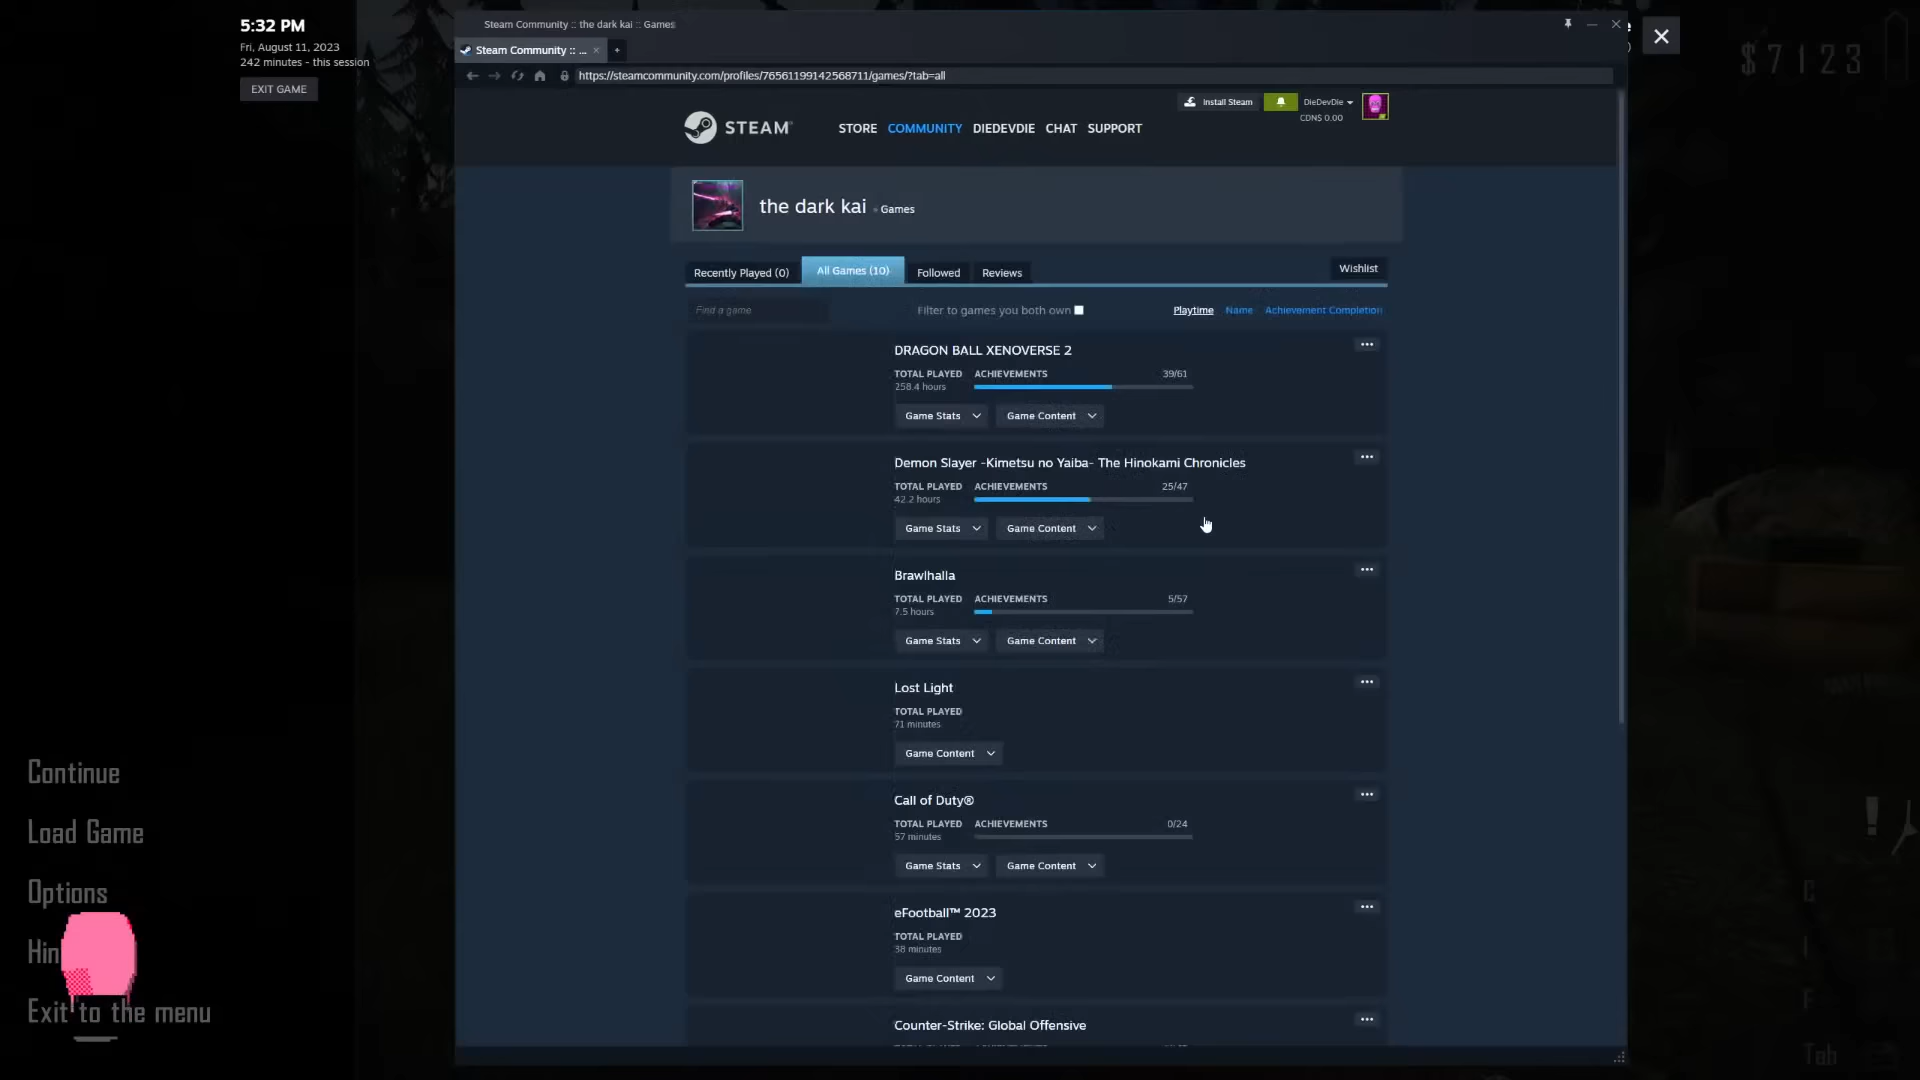 5:32 PM
Fri, August 11, 2023
242 minutes - this session
EXIT GAME
Steam Community :: the dark kai :: Games
Steam Community :: ...
https://steamcommunity.com/profiles/76561199142568711/games/?tab=all
$7123
Install Steam
DieDevDie
CDN$ 0.00
STEAM
STORE COMMUNITY DIEDEVDIE CHAT SUPPORT
the dark kai Games
Recently Played (0) All Games (10) Followed Reviews Wishlist
Find a game Filter to games you both own Playtime Name Achievement Completion
DRAGON BALL XENOVERSE 2
TOTAL PLAYED ACHIEVEMENTS 39/61
258.4 hours
Game Stats Game Content
Demon Slayer -Kimetsu no Yaiba- The Hinokami Chronicles
TOTAL PLAYED ACHIEVEMENTS 25/47
42.2 hours
Game Stats Game Content
Brawlhalla
TOTAL PLAYED ACHIEVEMENTS 5/57
7.5 hours
Game Stats Game Content
Lost Light
TOTAL PLAYED
71 minutes
Game Content
Call of Duty®
TOTAL PLAYED ACHIEVEMENTS 0/24
57 minutes
Game Stats Game Content
eFootball™ 2023
TOTAL PLAYED
38 minutes
Game Content
Counter-Strike: Global Offensive
Continue
Load Game
Options
Hin
Exit to the menu
Tab